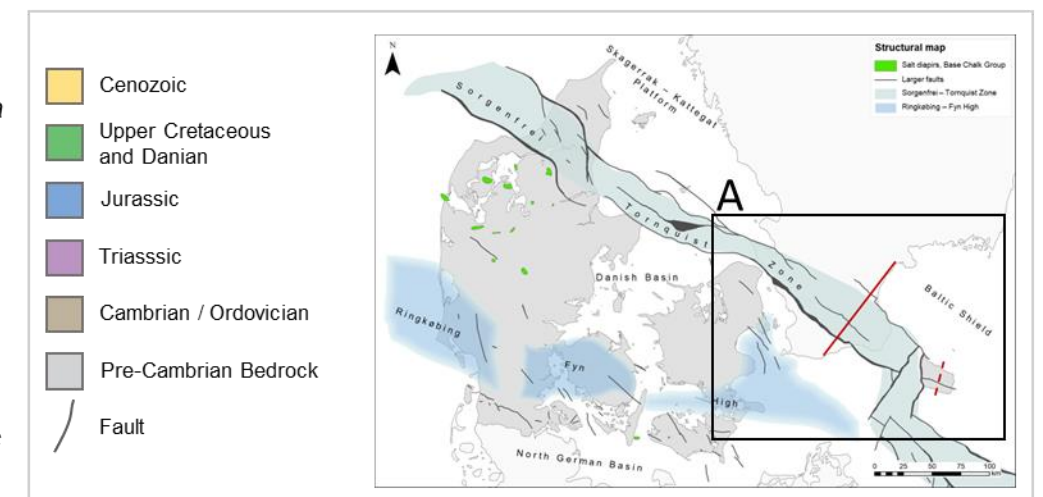 Cenozoic
Upper Cretaceous
and Danian
Jurassic
Triasssic
Cambrian / Ordovician
Pre-Cambrian Bedrock
Fault
N
Skagerrak – Kattegat
Platform
Structural map
Salt diapirs, Base Chalk Group
Larger faults
Sorgenfrei – Tornquist Zone
Ringkøbing – Fyn High
Sorgenfrei
A
Tornquist
Zone
Danish Basin
Baltic Shield
Ringkøbing
Fyn
High
North German Basin
0 25 50 75 100
km